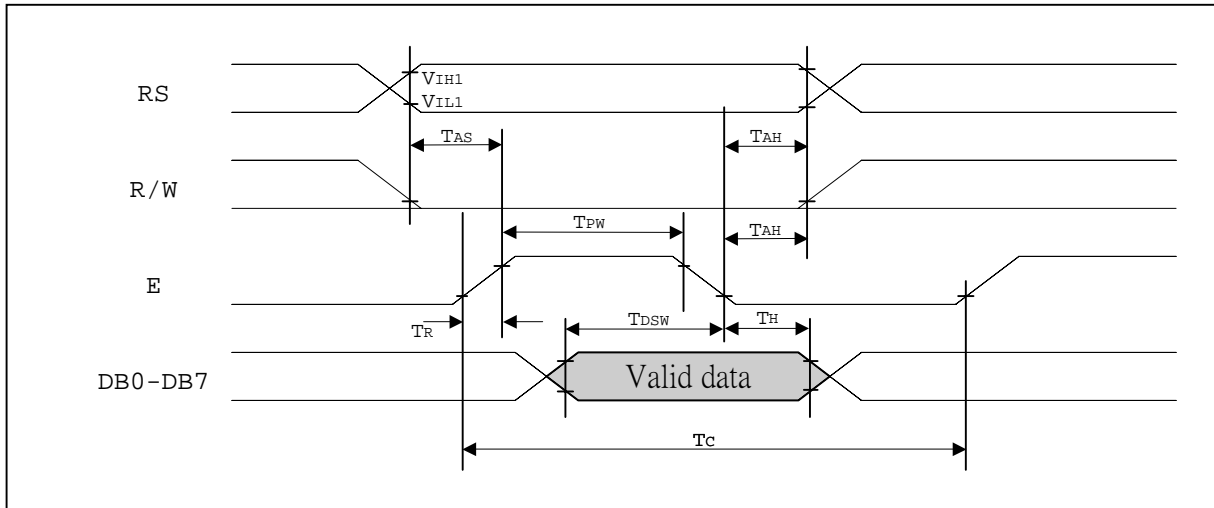 RS
VIH1
VIL1
TAS
TAH
R/W
TPW
TAH
E
TR
TDSW
TH
DB0-DB7
Valid data
TC